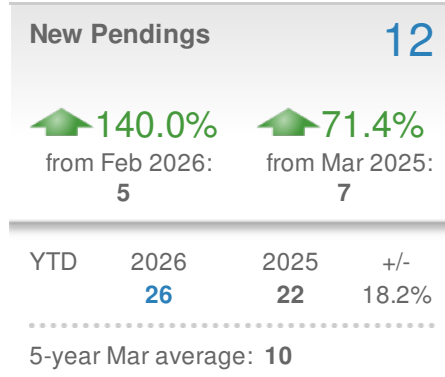 New Pendings 12
140.0% 71.4%
from Feb 2026: from Mar 2025:
5 7
YTD 2026 2025 +/-
26 22 18.2%
5-year Mar average: 10